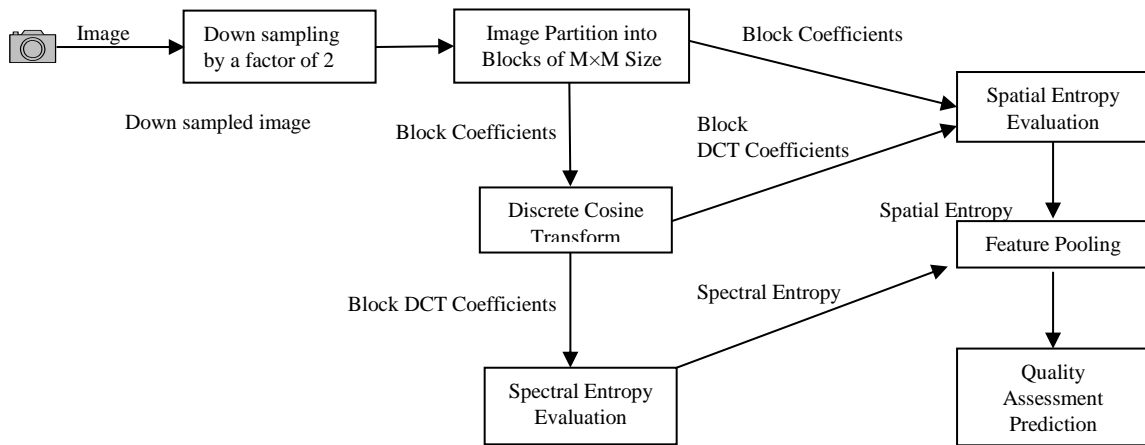 Image
Down sampling
by a factor of 2
Image Partition into
Blocks of M×M Size
Block Coefficients
Down sampled image
Block Coefficients
Block
DCT Coefficients
Spatial Entropy
Evaluation
Discrete Cosine
Transform
Spatial Entropy
Feature Pooling
Block DCT Coefficients
Spectral Entropy
Spectral Entropy
Evaluation
Quality
Assessment
Prediction